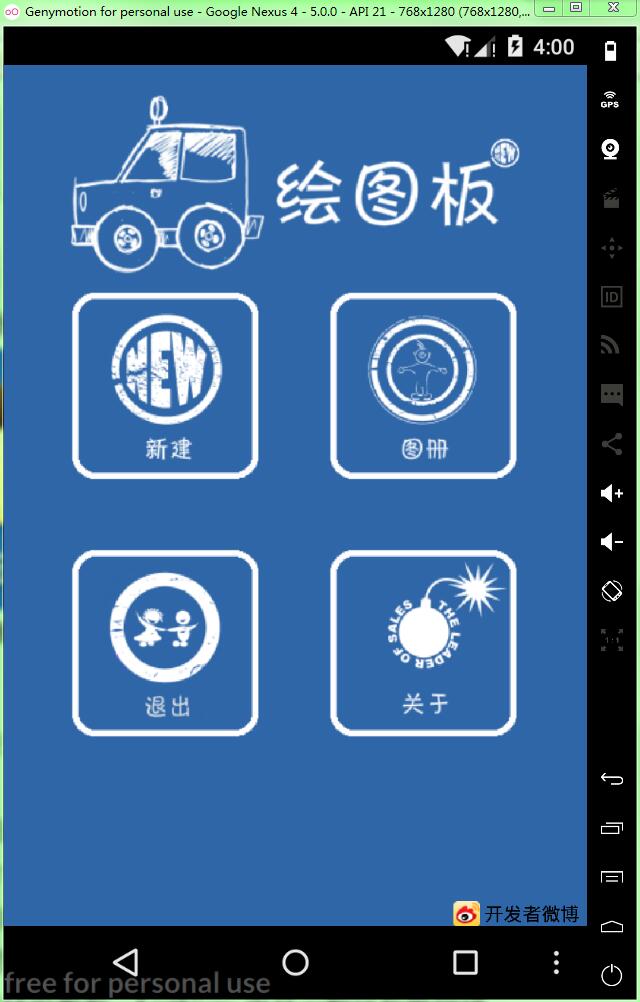 Genymotion for personal use - Google Nexus 4 - 5.0.0 - API 21 - 768x1280 (768x1280,...
4:00
GPS
绘图板
NEW
ID
NEW
新建
图册
THE LEADER OF SALES
退出
关于
1:1
开发者微博
free for personal use